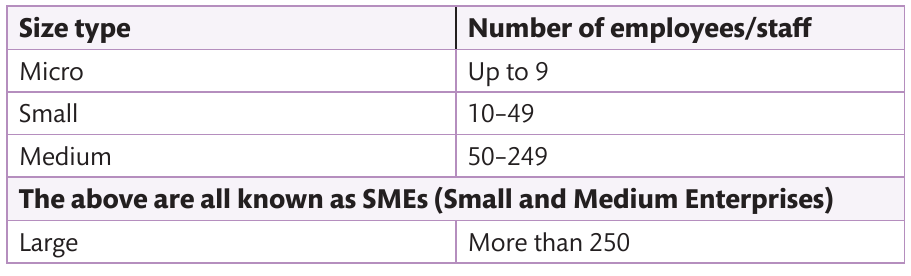 Size type Number of employees/staff
Micro Up to 9
Small 10–49
Medium 50–249
The above are all known as SMEs (Small and Medium Enterprises)
Large More than 250